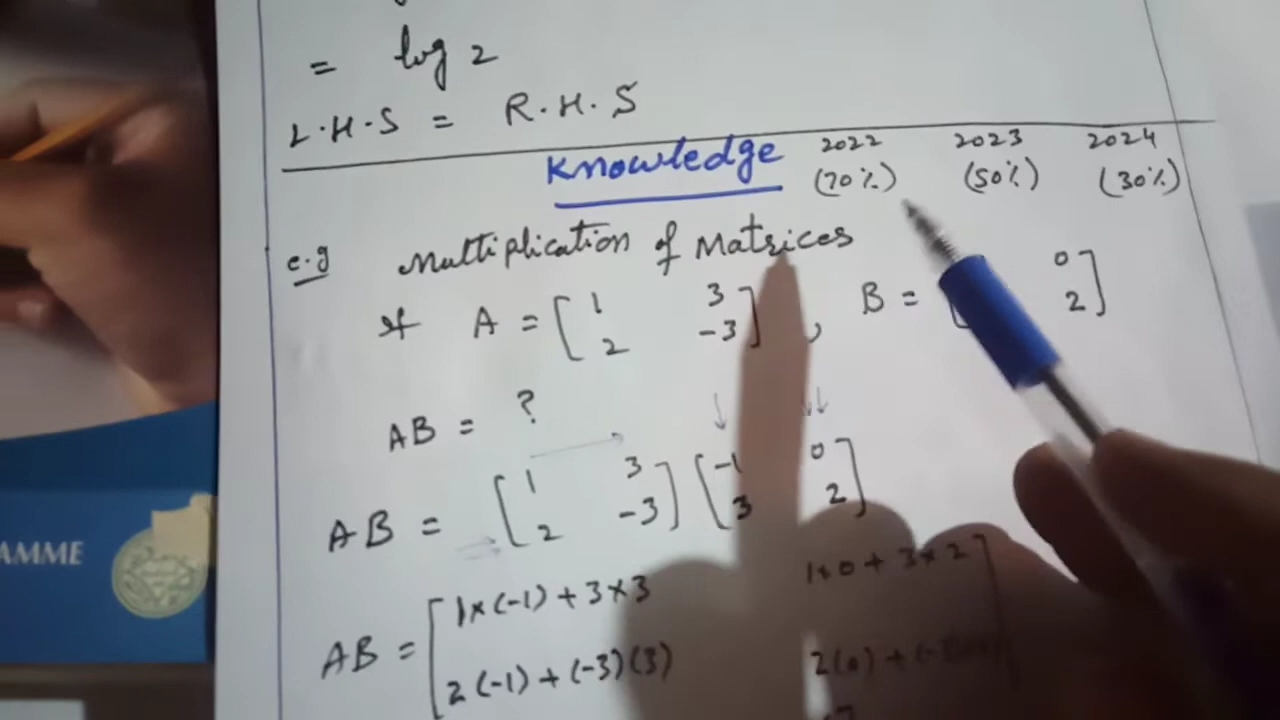 = log 2
L.H.S = R.H.S
Knowledge 2022 2023 2024
(70%) (50%) (30%)
e.g Multiplication of Matrices
If A = [1 3
2 -3] , B = [ 0
2]
AB = ?
AB = [1 3
2 -3] [-1 0
3 2]
AB = [1×(-1) + 3×3 1×0 + 3×2
2(-1) + (-3)(3) 2(0) +
AMME